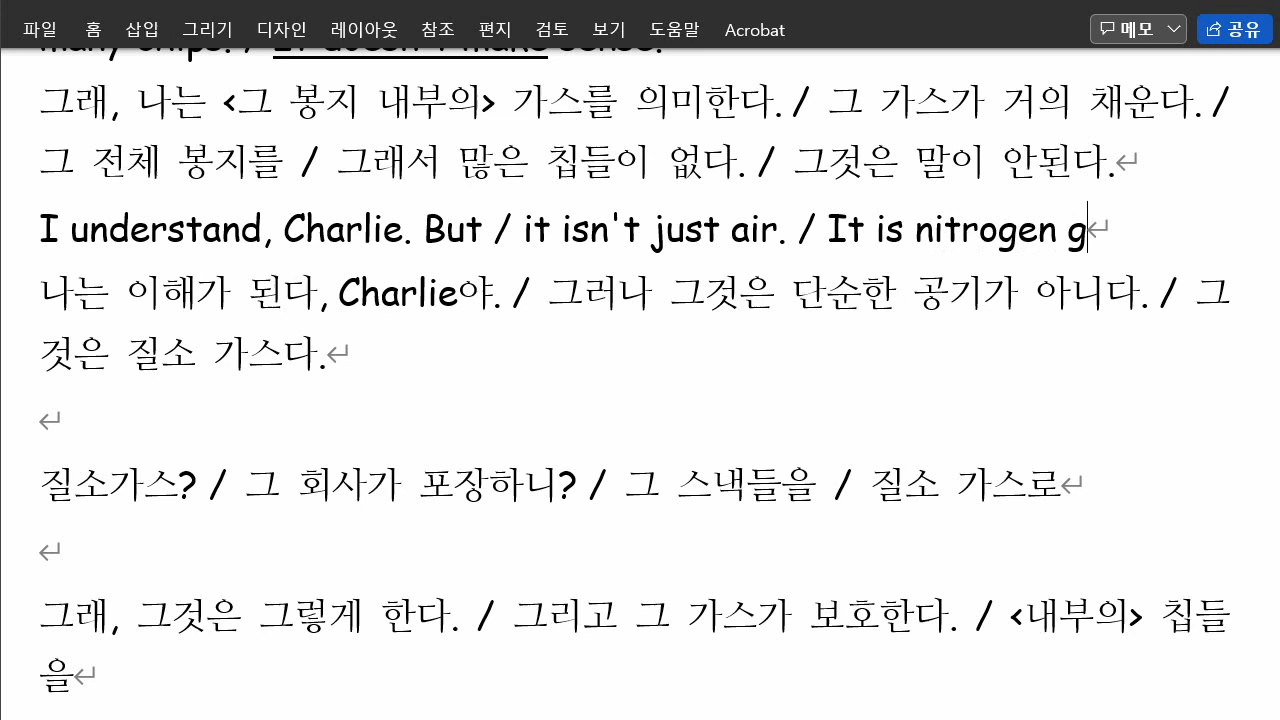 파일 홈 삽입 그리기 디자인 레이아웃 참조 편지 검토 보기 도움말 Acrobat 메모 공유
many chips. / It doesn't make sense.
그래, 나는 <그 봉지 내부의> 가스를 의미한다. / 그 가스가 거의 채운다. /
그 전체 봉지를 / 그래서 많은 칩들이 없다. / 그것은 말이 안된다.↵
I understand, Charlie. But / it isn't just air. / It is nitrogen g↵
나는 이해가 된다, Charlie야. / 그러나 그것은 단순한 공기가 아니다. / 그
것은 질소 가스다.↵
↵
질소가스? / 그 회사가 포장하니? / 그 스낵들을 / 질소 가스로↵
↵
그래, 그것은 그렇게 한다. / 그리고 그 가스가 보호한다. / <내부의> 칩들
을↵